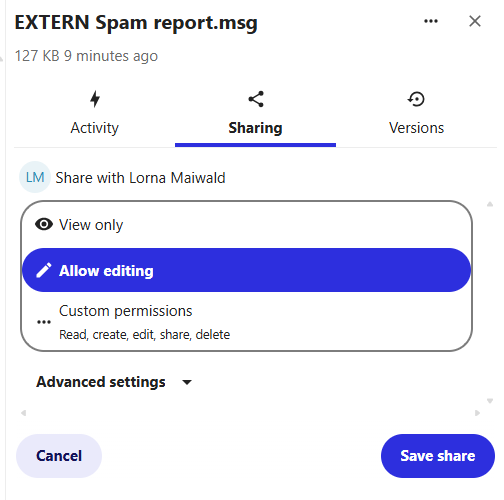 EXTERN Spam report.msg
127 KB 9 minutes ago
Activity
Sharing
Versions
LM Share with Lorna Maiwald
View only
Allow editing
Custom permissions
Read, create, edit, share, delete
Advanced settings
Cancel
Save share